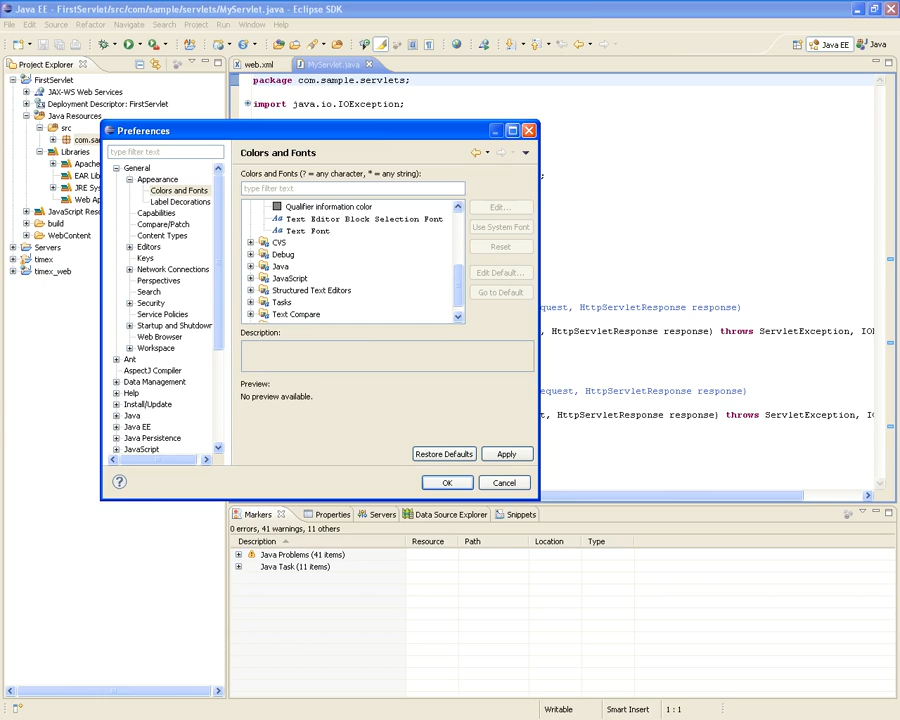 Java EE - FirstServlet/src/com/sample/servlets/MyServlet.java - Eclipse SDK
File Edit Source Refactor Navigate Search Project Run Window Help
Java EE Java
Project Explorer
FirstServlet
JAX-WS Web Services
Deployment Descriptor: FirstServlet
Java Resources
src
com.sa
Libraries
Apache
EAR Lib
JRE Sys
Web Ap
JavaScript Reso
build
WebContent
Servers
timex
timex_web
web.xml MyServlet.java
package com.sample.servlets;
import java.io.IOException;
;
quest, HttpServletResponse response)
, HttpServletResponse response) throws ServletException, IOE
equest, HttpServletResponse response)
t, HttpServletResponse response) throws ServletException, IO
Preferences
type filter text
General
Appearance
Colors and Fonts
Label Decorations
Capabilities
Compare/Patch
Content Types
Editors
Keys
Network Connections
Perspectives
Search
Security
Service Policies
Startup and Shutdown
Web Browser
Workspace
Ant
AspectJ Compiler
Data Management
Help
Install/Update
Java
Java EE
Java Persistence
JavaScript
Colors and Fonts
Colors and Fonts (? = any character, * = any string):
type filter text
Qualifier information color
Aa Text Editor Block Selection Font
Aa Text Font
CVS
Debug
Java
JavaScript
Structured Text Editors
Tasks
Text Compare
Edit...
Use System Font
Reset
Edit Default...
Go to Default
Description:
Preview:
No preview available.
Restore Defaults Apply
OK Cancel
Markers Properties Servers Data Source Explorer Snippets
0 errors, 41 warnings, 11 others
Description Resource Path Location Type
Java Problems (41 items)
Java Task (11 items)
Writable Smart Insert 1 : 1